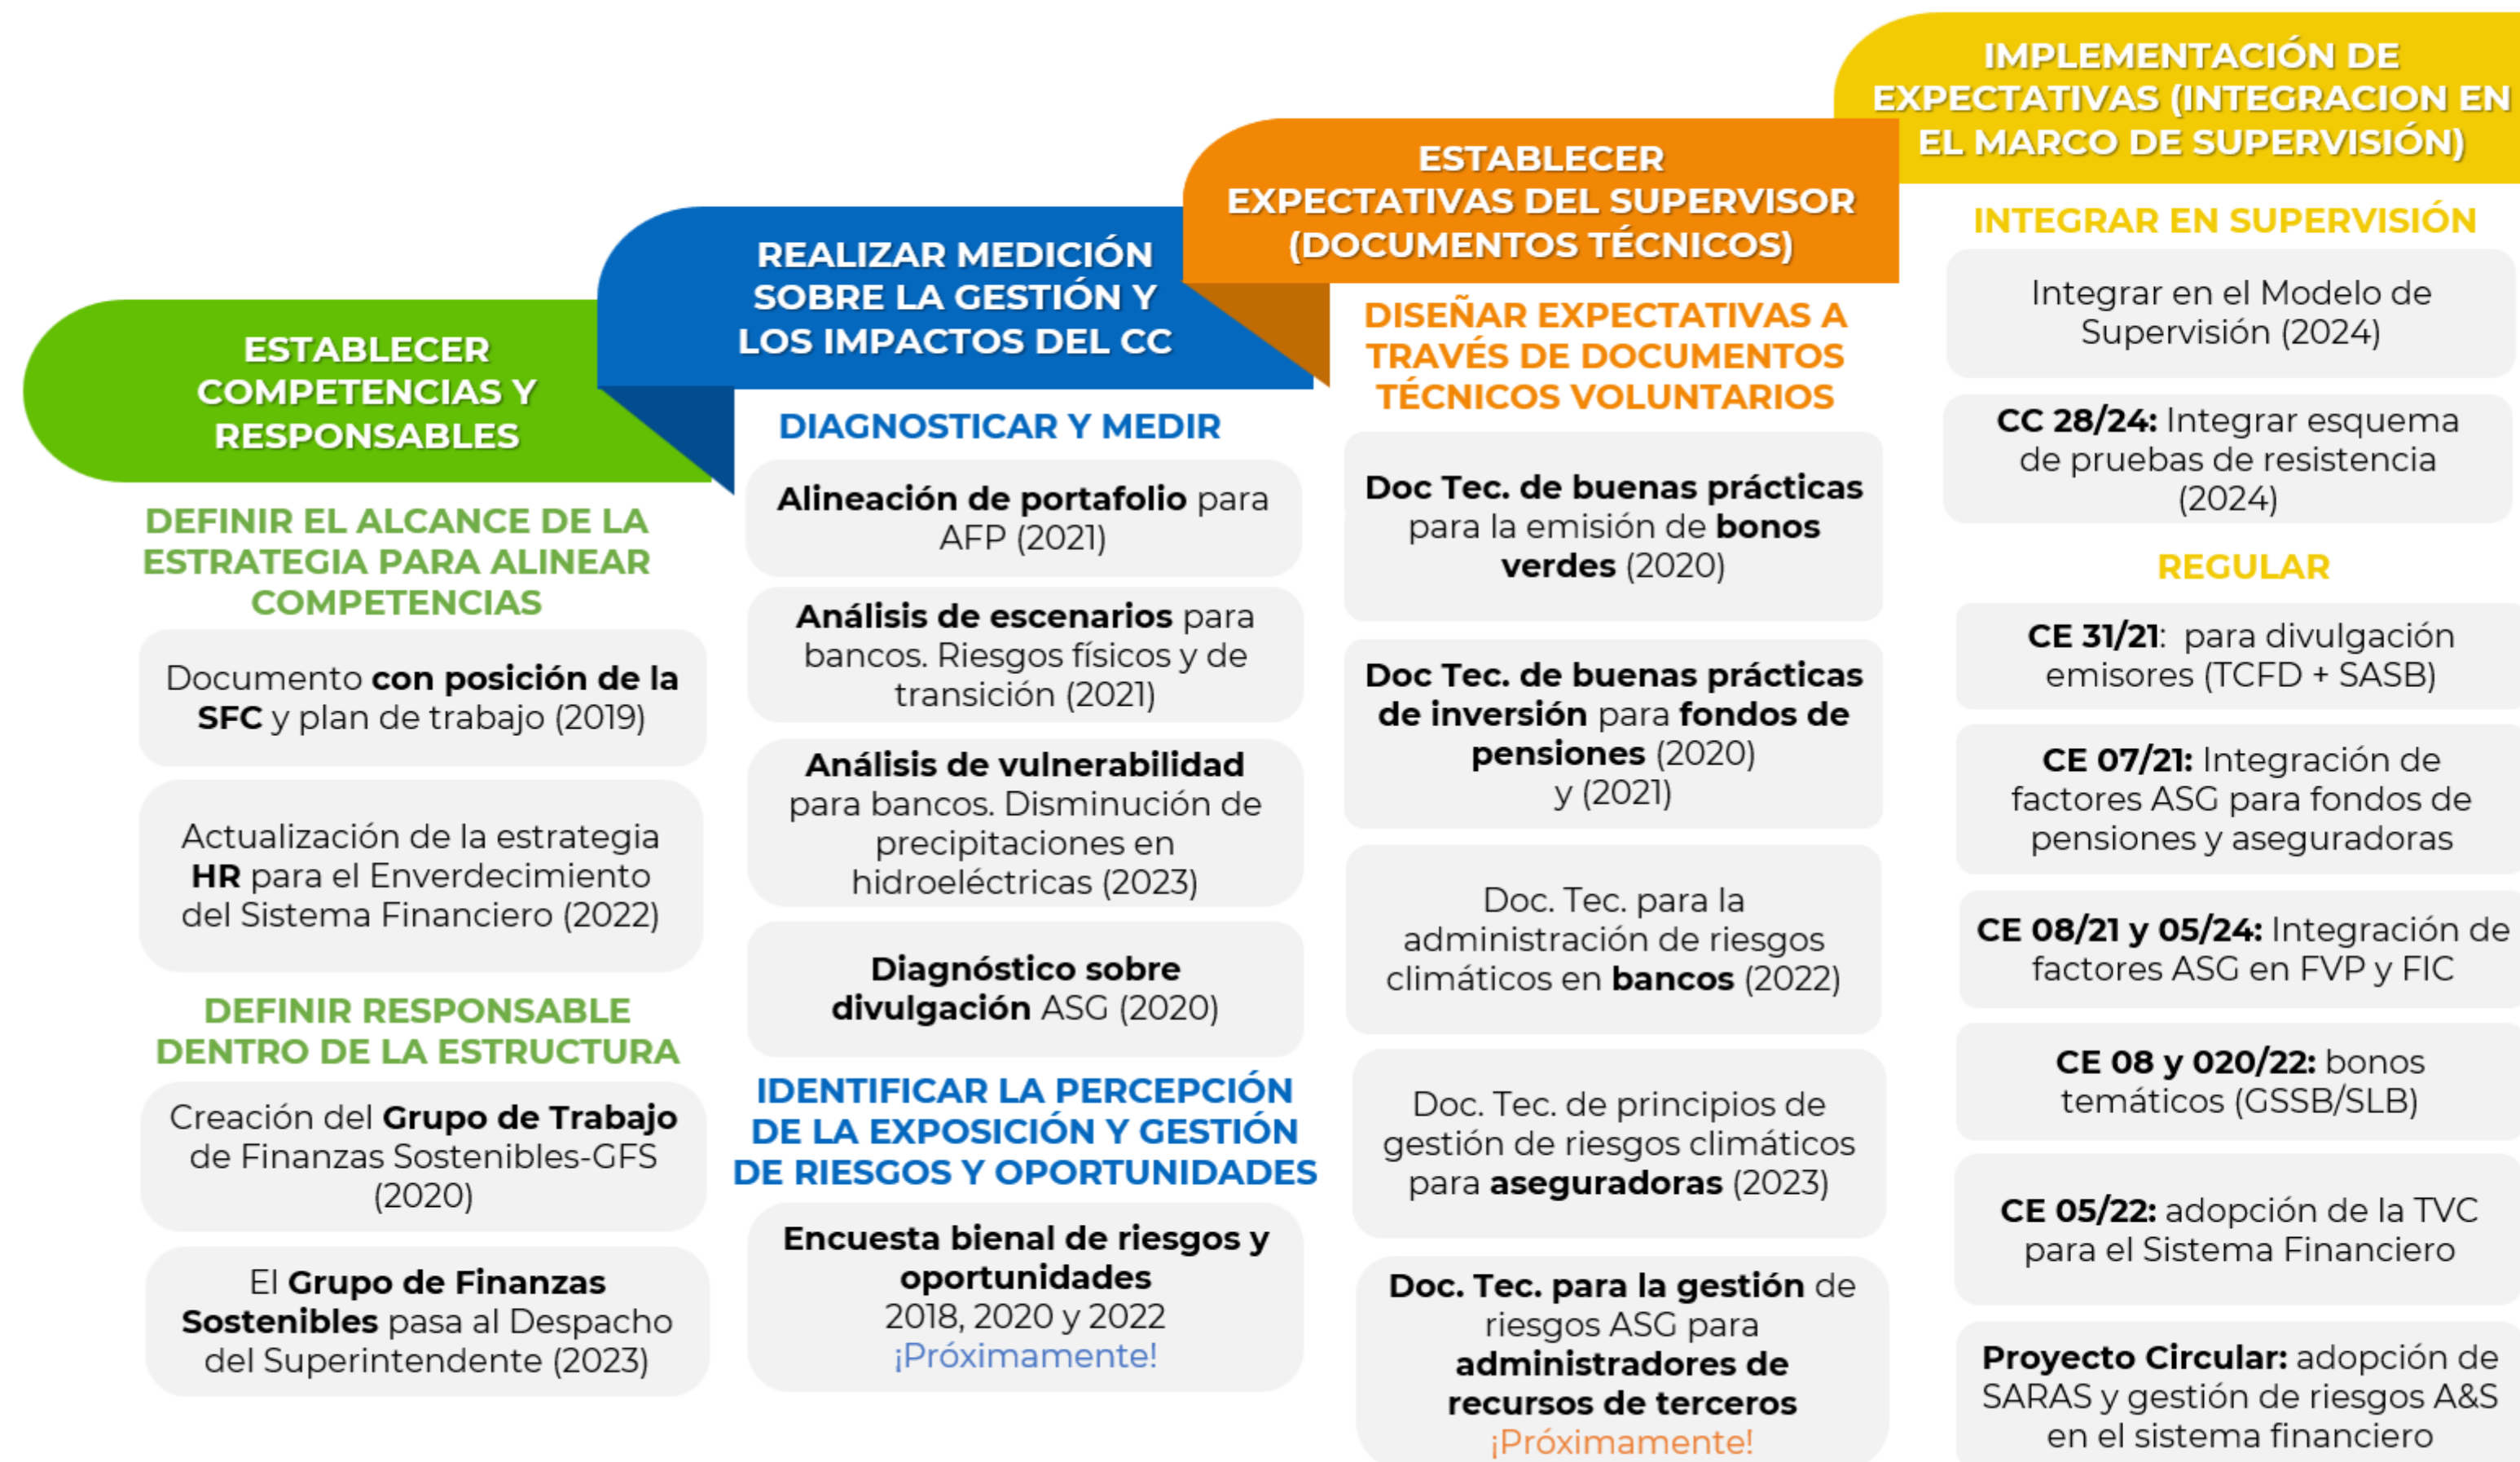 ESTABLECER
COMPETENCIAS Y
RESPONSABLES
DEFINIR EL ALCANCE DE LA
ESTRATEGIA PARA ALINEAR
COMPETENCIAS
Documento con posición de la
SFC y plan de trabajo (2019)
Actualización de la estrategia
HR para el Enverdecimiento
del Sistema Financiero (2022)
DEFINIR RESPONSABLE
DENTRO DE LA ESTRUCTURA
Creación del Grupo de Trabajo
de Finanzas Sostenibles-GFS
(2020)
El Grupo de Finanzas
Sostenibles pasa al Despacho
del Superintendente (2023)
REALIZAR MEDICIÓN
SOBRE LA GESTIÓN Y
LOS IMPACTOS DEL CC
DIAGNOSTICAR Y MEDIR
Alineación de portafolio para
AFP (2021)
Análisis de escenarios para
bancos. Riesgos físicos y de
transición (2021)
Análisis de vulnerabilidad
para bancos. Disminución de
precipitaciones en
hidroeléctricas (2023)
Diagnóstico sobre
divulgación ASG (2020)
IDENTIFICAR LA PERCEPCIÓN
DE LA EXPOSICIÓN Y GESTIÓN
DE RIESGOS Y OPORTUNIDADES
Encuesta bienal de riesgos y
oportunidades
2018, 2020 y 2022
¡Próximamente!
ESTABLECER
EXPECTATIVAS DEL SUPERVISOR
(DOCUMENTOS TÉCNICOS)
DISEÑAR EXPECTATIVAS A
TRAVÉS DE DOCUMENTOS
TÉCNICOS VOLUNTARIOS
Doc Tec. de buenas prácticas
para la emisión de bonos
verdes (2020)
Doc Tec. de buenas prácticas
de inversión para fondos de
pensiones (2020)
y (2021)
Doc. Tec. para la
administración de riesgos
climáticos en bancos (2022)
Doc. Tec. de principios de
gestión de riesgos climáticos
para aseguradoras (2023)
Doc. Tec. para la gestión de
riesgos ASG para
administradores de
recursos de terceros
¡Próximamente!
IMPLEMENTACIÓN DE
EXPECTATIVAS (INTEGRACION EN
EL MARCO DE SUPERVISIÓN)
INTEGRAR EN SUPERVISIÓN
Integrar en el Modelo de
Supervisión (2024)
CC 28/24: Integrar esquema
de pruebas de resistencia
(2024)
REGULAR
CE 31/21: para divulgación
emisores (TCFD + SASB)
CE 07/21: Integración de
factores ASG para fondos de
pensiones y aseguradoras
CE 08/21 y 05/24: Integración de
factores ASG en FVP y FIC
CE 08 y 020/22: bonos
temáticos (GSSB/SLB)
CE 05/22: adopción de la TVC
para el Sistema Financiero
Proyecto Circular: adopción de
SARAS y gestión de riesgos A&S
en el sistema financiero